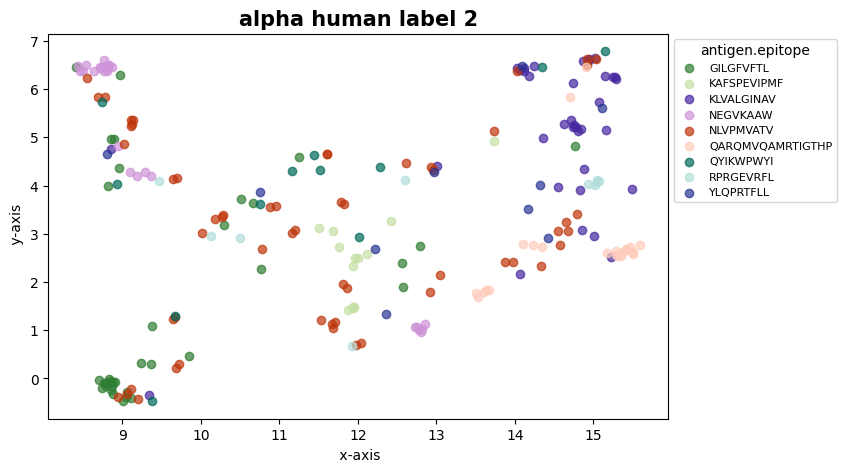 alpha human label 2
antigen.epitope
GILGFVFTL
KAFSPEVIPMF
KLVALGINAV
NEGVKAAW
NLVPMVATV
QARQMVQAMRTIGTHP
QYIKWPWYI
RPRGEVRFL
YLQPRTFLL
y-axis
7
6
5
4
3
2
1
0
9 10 11 12 13 14 15
x-axis